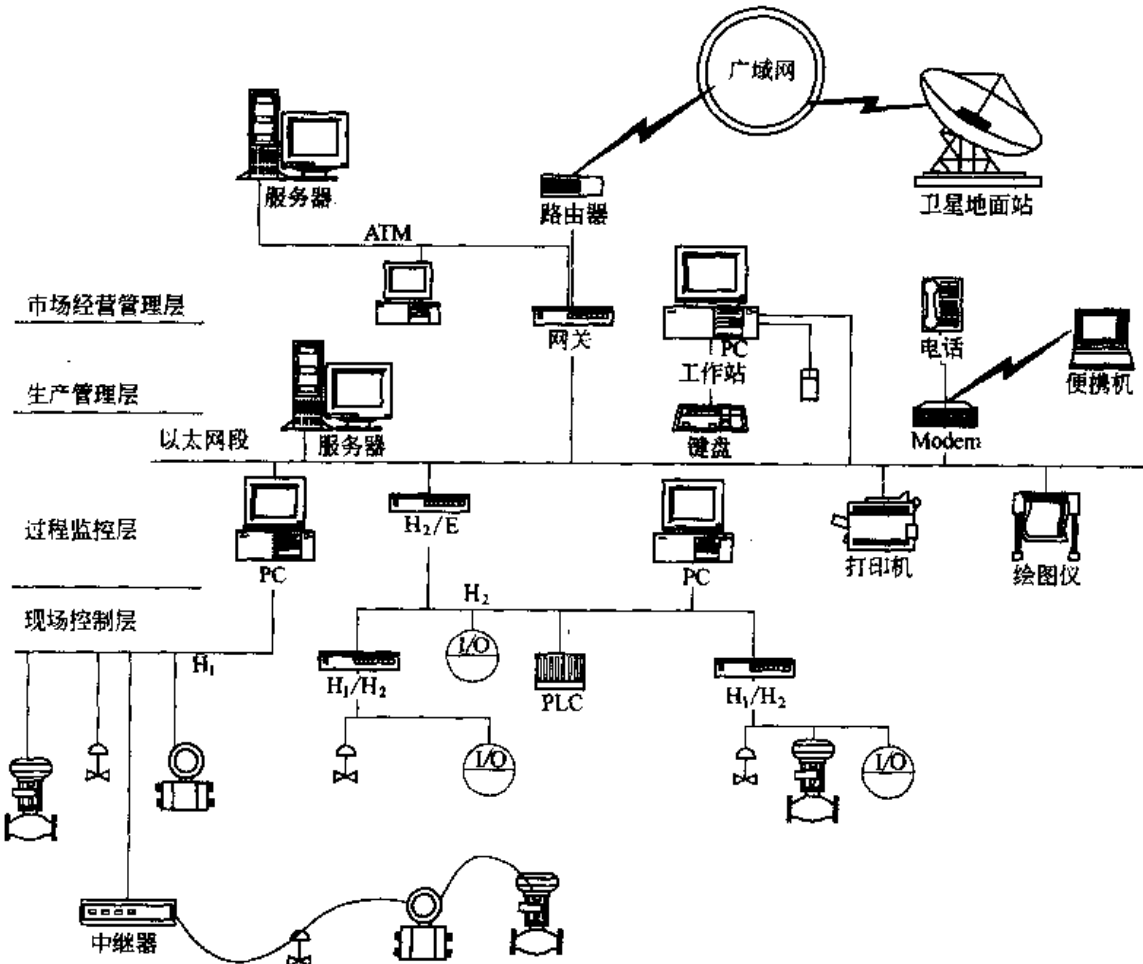 广域网
服务器
路由器
卫星地面站
ATM
市场经营管理层
网关
PC
工作站
电话
便携机
生产管理层
以太网段
服务器
键盘
Modem
过程监控层
PC
H₂/E
PC
打印机
绘图仪
现场控制层
H₂
H₁
I/O
H₁/H₂
PLC
H₁/H₂
I/O
I/O
中继器